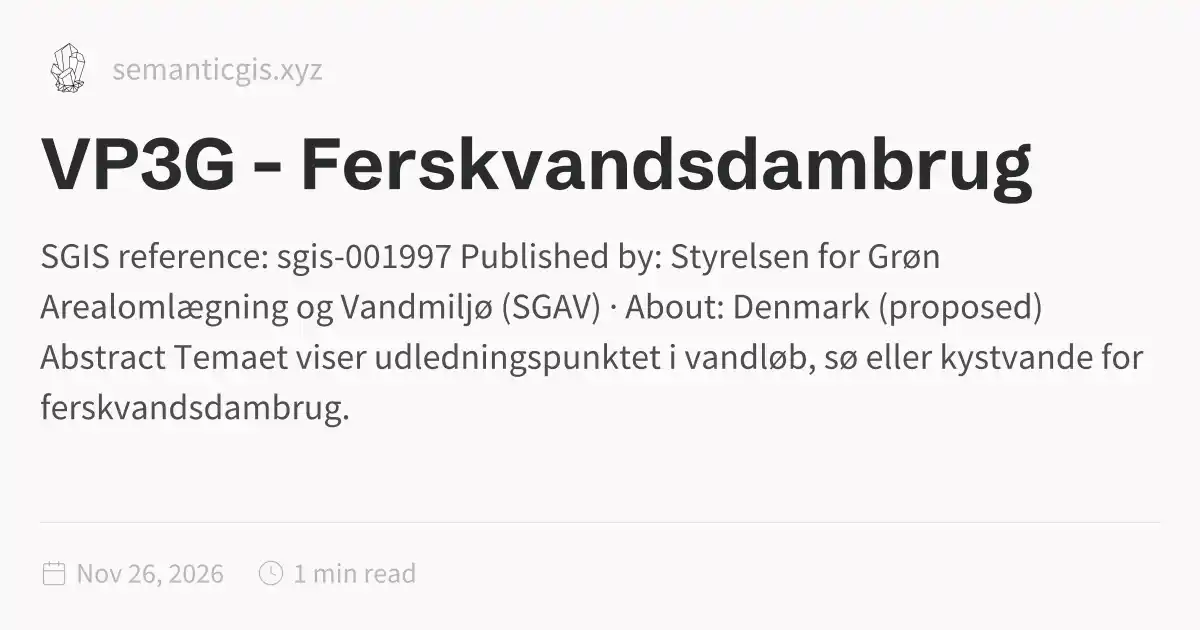 semanticgis.xyz
VP3G – Ferskvandsdambrug
SGIS reference: sgis-001997 Published by: Styrelsen for Grøn
Arealomlægning og Vandmiljø (SGAV) · About: Denmark (proposed)
Abstract Temaet viser udledningspunktet i vandløb, sø eller kystvande for
ferskvandsdambrug.
Nov 26, 2026 1 min read